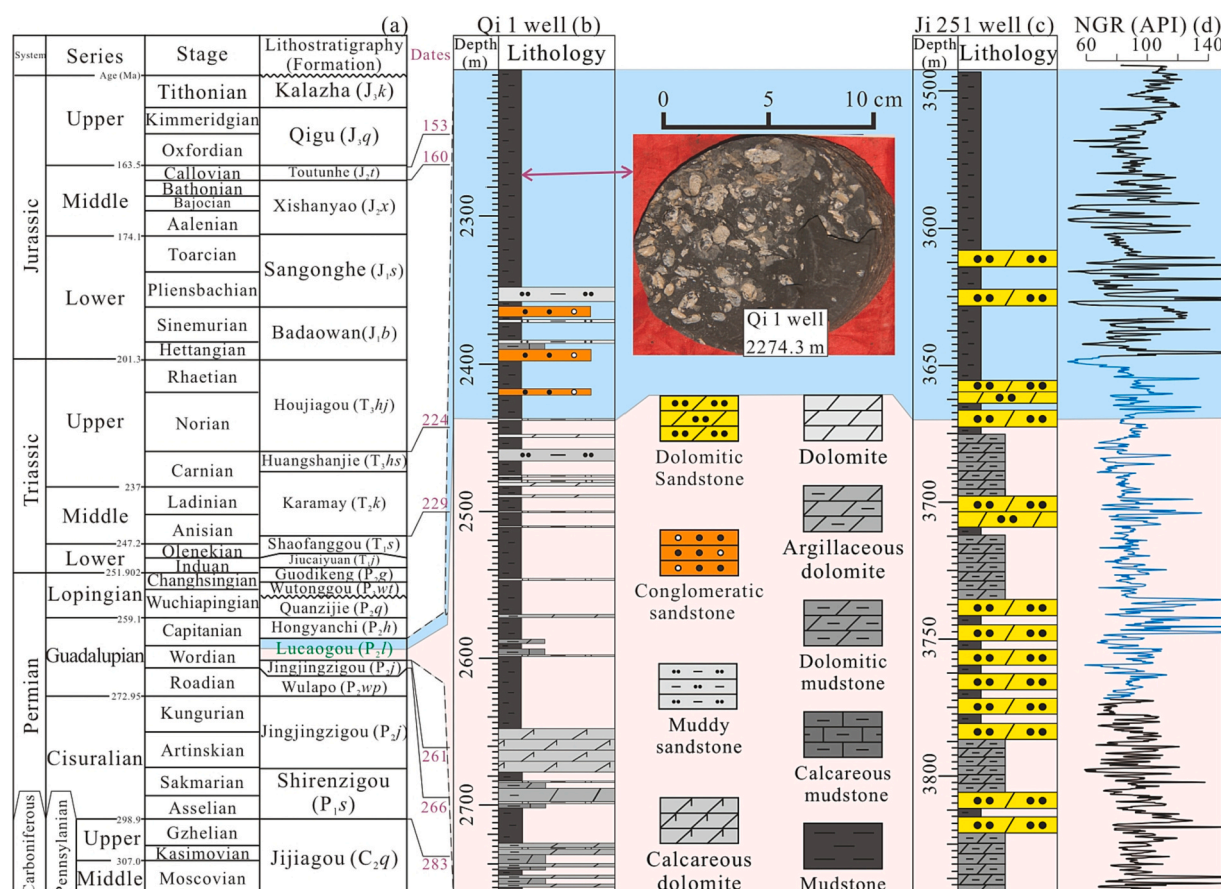 (a)
System
Series
Stage
Lithostratigraphy
(Formation)
Dates
Age (Ma)
Jurassic
Upper
Tithonian
Kalazha (J₃k)
Kimmeridgian
Qigu (J₃q)
Oxfordian
153
160
163.5
Middle
Callovian
Toutunhe (J₂t)
Bathonian
Bajocian
Xishanyao (J₂x)
Aalenian
174.1
Lower
Toarcian
Sangonghe (J₁s)
Pliensbachian
Sinemurian
Badaowan (J₁b)
Hettangian
201.3
Triassic
Upper
Rhaetian
Houjiagou (T₃hj)
Norian
224
Carnian
Huangshanjie (T₃hs)
237
Middle
Ladinian
Karamay (T₂k)
Anisian
229
247.2
Lower
Olenekian
Shaofanggou (T₁s)
Induan
Jiucaiyuan (T₁j)
251.902
Permian
Lopingian
Changhsingian
Guodikeng (P₂g)
Wutonggou (P₃wt)
Wuchiapingian
Quanzijie (P₂q)
259.1
Guadalupian
Capitanian
Hongyanchi (P₂h)
Lucaogou (P₂l)
Wordian
Jingjingzigou (P₂j)
Roadian
Wulapo (P₂wp)
272.95
Cisuralian
Kungurian
Jingjingzigou (P₂j)
Artinskian
261
Sakmarian
Shirenzigou
(P₁s)
Asselian
266
298.9
Carboniferous
Pennsylvanian
Upper
Gzhelian
Jijiagou (C₂q)
Kasimovian
283
307.0
Middle
Moscovian
Qi 1 well (b)
Depth
(m)
Lithology
2300
2400
2500
2600
2700
0 5 10 cm
Qi 1 well
2274.3 m
Dolomitic
Sandstone
Dolomite
Conglomeratic
sandstone
Argillaceous
dolomite
Muddy
sandstone
Dolomitic
mudstone
Calcareous
dolomite
Calcareous
mudstone
Mudstone
Ji 251 well (c)
Depth
(m)
Lithology
3500
3600
3650
3700
3750
3800
NGR (API) (d)
60 100 140